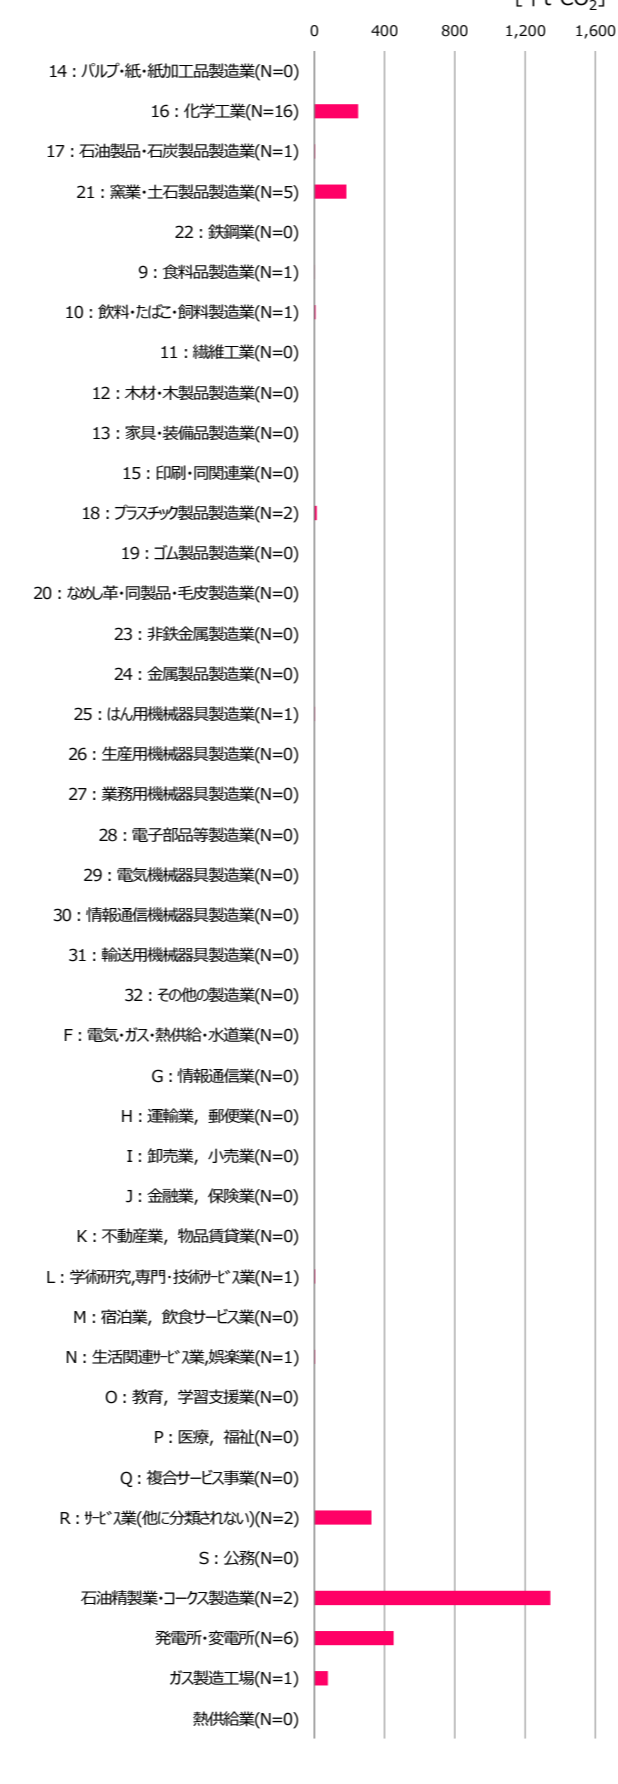 [千t-CO2]
0 400 800 1,200 1,600
14：パルプ・紙・紙加工品製造業(N=0)
16：化学工業(N=16)
17：石油製品・石炭製品製造業(N=1)
21：窯業・土石製品製造業(N=5)
22：鉄鋼業(N=0)
9：食料品製造業(N=1)
10：飲料・たばこ・飼料製造業(N=1)
11：繊維工業(N=0)
12：木材・木製品製造業(N=0)
13：家具・装備品製造業(N=0)
15：印刷・同関連業(N=0)
18：プラスチック製品製造業(N=2)
19：ゴム製品製造業(N=0)
20：なめし革・同製品・毛皮製造業(N=0)
23：非鉄金属製造業(N=0)
24：金属製品製造業(N=0)
25：はん用機械器具製造業(N=1)
26：生産用機械器具製造業(N=0)
27：業務用機械器具製造業(N=0)
28：電子部品等製造業(N=0)
29：電気機械器具製造業(N=0)
30：情報通信機械器具製造業(N=0)
31：輸送用機械器具製造業(N=0)
32：その他の製造業(N=0)
F：電気・ガス・熱供給・水道業(N=0)
G：情報通信業(N=0)
H：運輸業，郵便業(N=0)
I：卸売業，小売業(N=0)
J：金融業，保険業(N=0)
K：不動産業，物品賃貸業(N=0)
L：学術研究,専門・技術ｻｰﾋﾞｽ業(N=1)
M：宿泊業，飲食サービス業(N=0)
N：生活関連ｻｰﾋﾞｽ業,娯楽業(N=1)
O：教育，学習支援業(N=0)
P：医療，福祉(N=0)
Q：複合サービス事業(N=0)
R：ｻｰﾋﾞｽ業(他に分類されない)(N=2)
S：公務(N=0)
石油精製業・コークス製造業(N=2)
発電所・変電所(N=6)
ガス製造工場(N=1)
熱供給業(N=0)